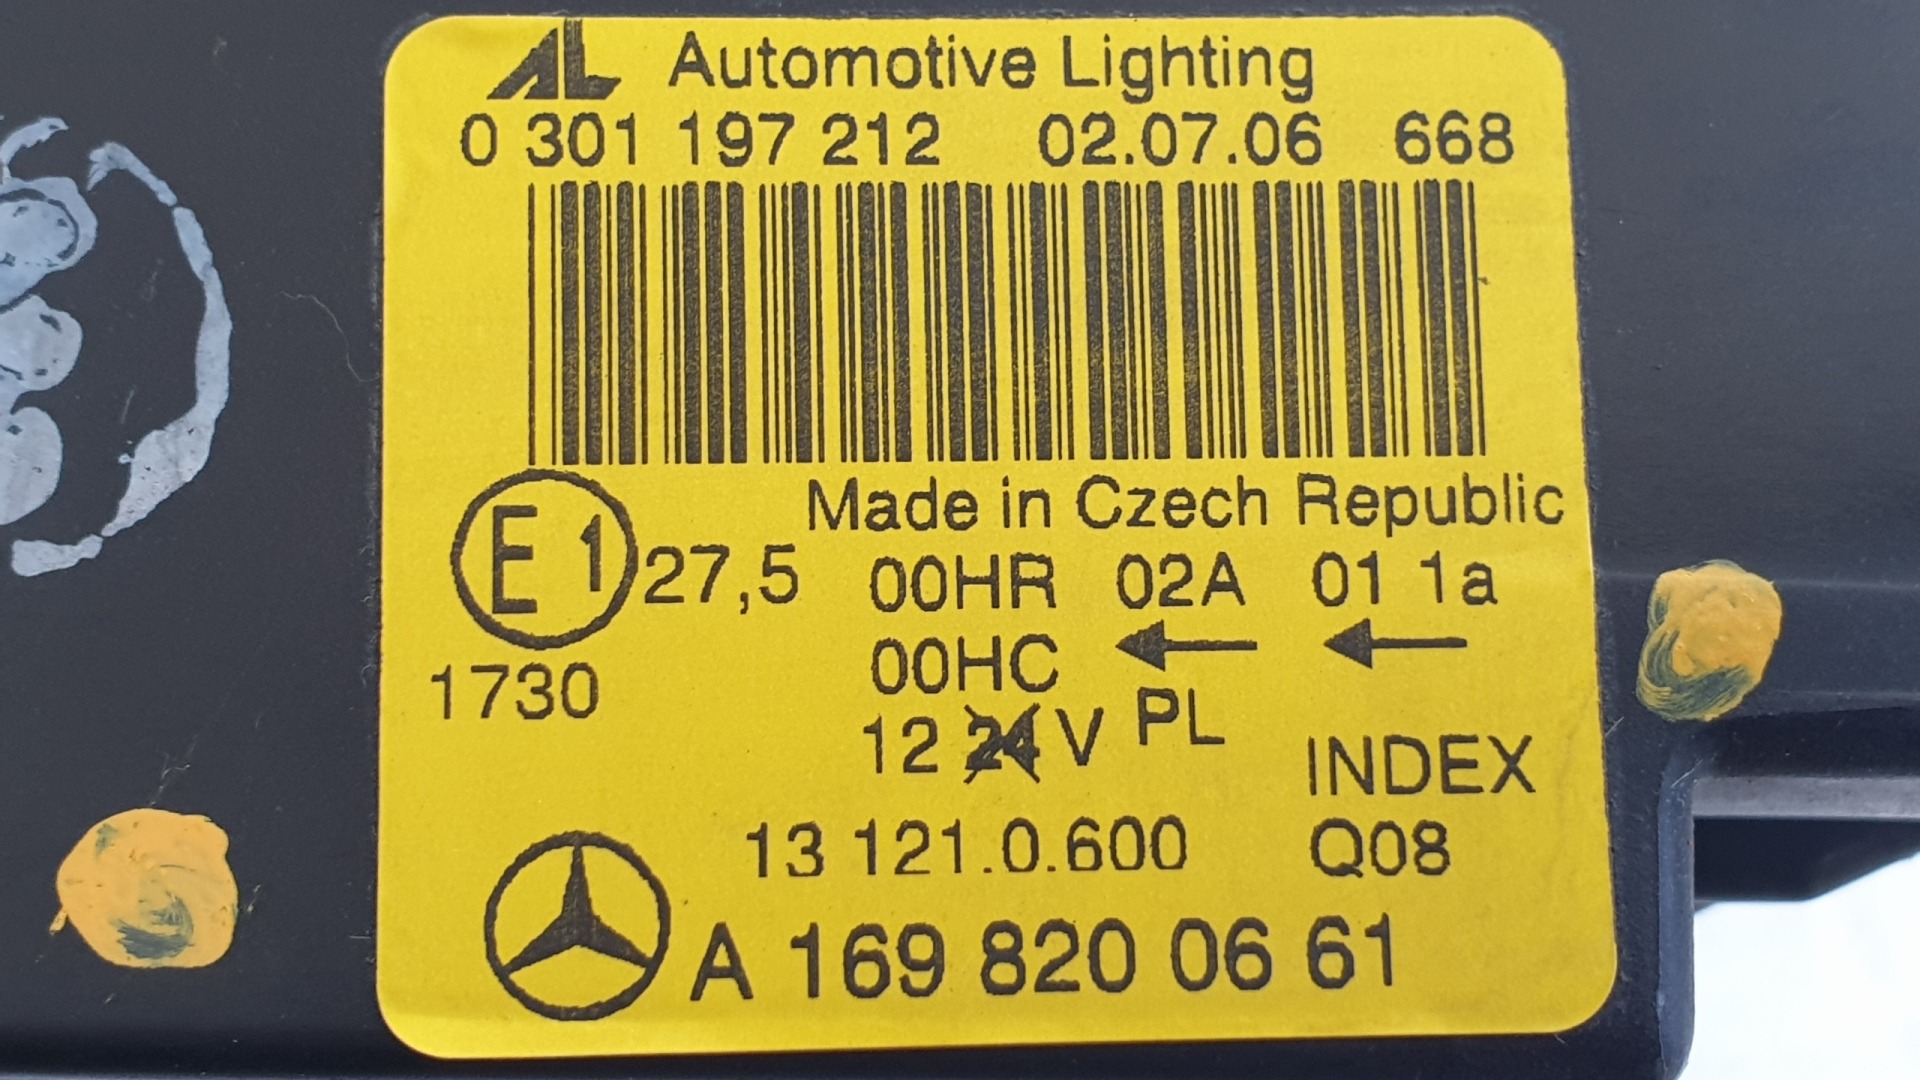 AL Automotive Lighting
0 301 197 212 02.07.06 668
Made in Czech Republic
E1 27,5 00HR 02A 01 1a
1730 00HC ← ←
12 24 V PL
INDEX
13 121.0.600 Q08
A 169 820 06 61